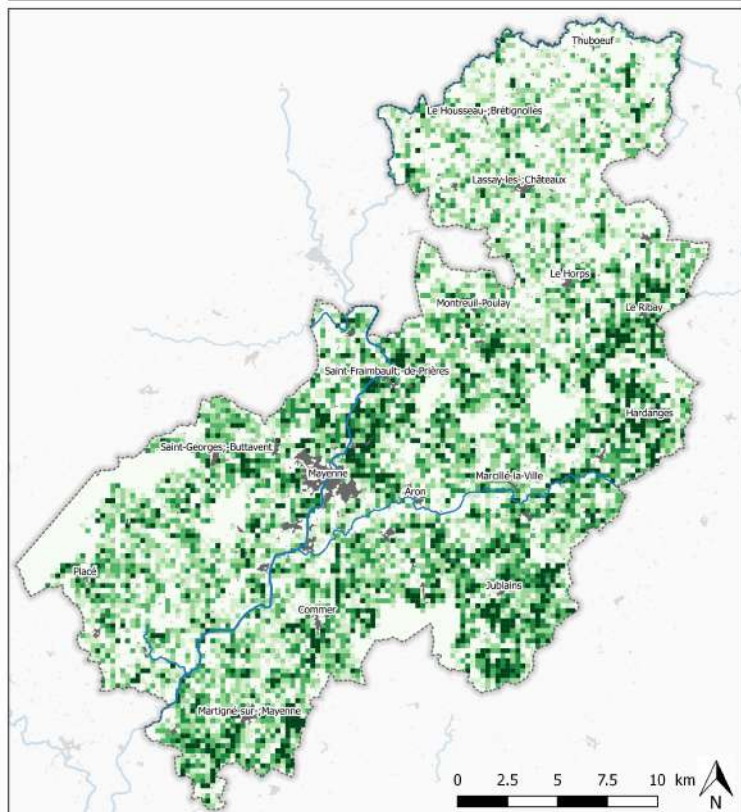 Thuboeuf
Le Housseau-;Brétignolles
Lassay-les-;Châteaux
Le Horps
Montreuil-Poulay
Le Ribay
Saint-Fraimbault;-de-Prières
Hardanges
Saint-Georges-;Buttavent
Mayenne
Marcillé-la-Ville
Aron
Placé
Jublains
Commer
Martigné-sur-;Mayenne
0 2.5 5 7.5 10 km
N